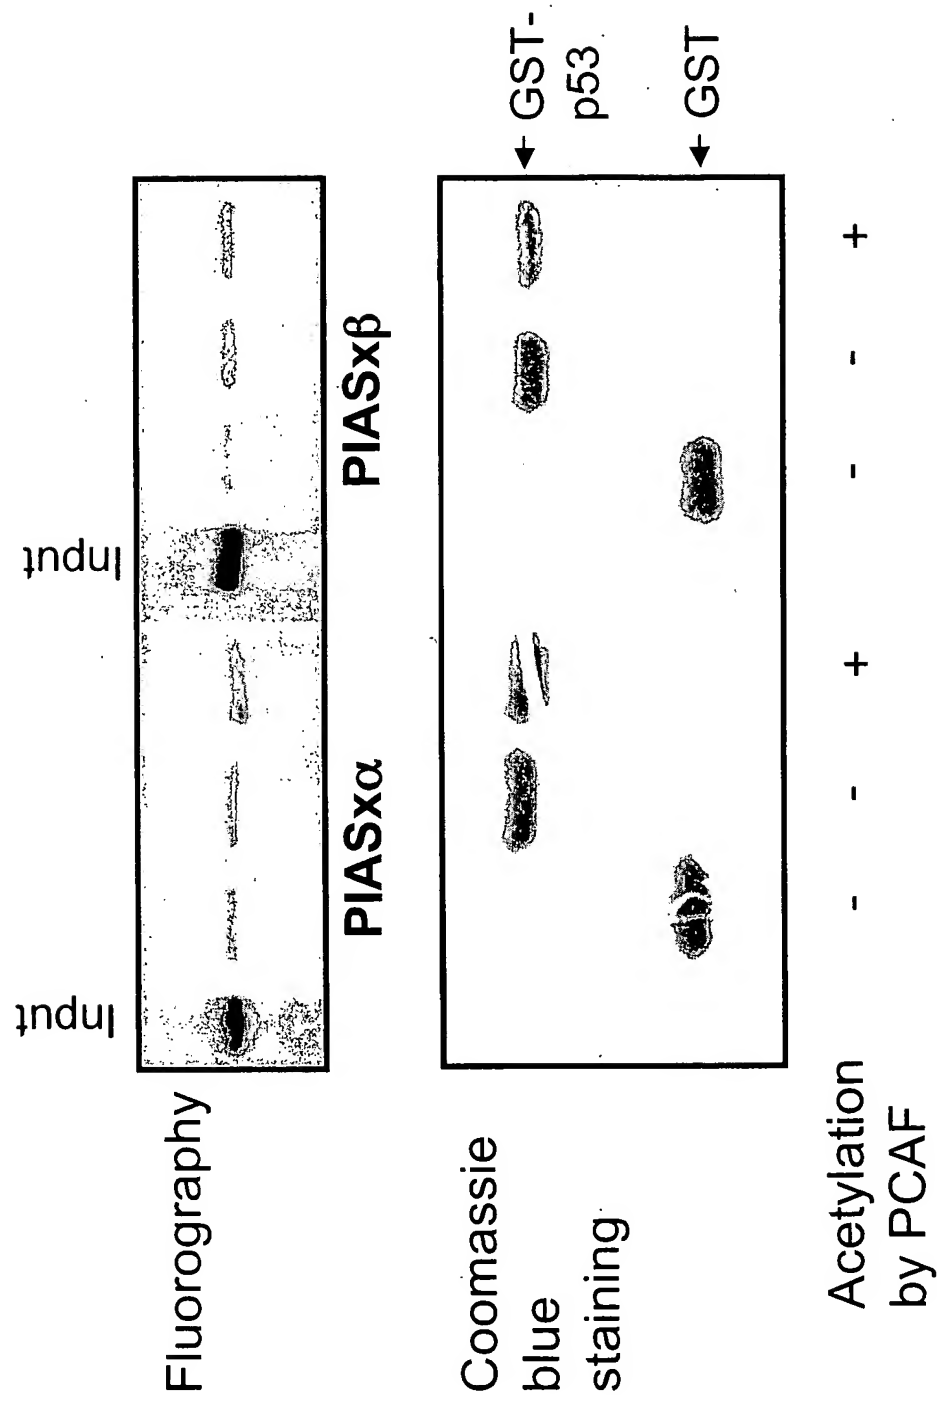 Input
Input
Fluorography
PIASxα
PIASxβ
Coomassie
blue
staining
GST-
p53
GST
Acetylation
by PCAF
- - + - - +